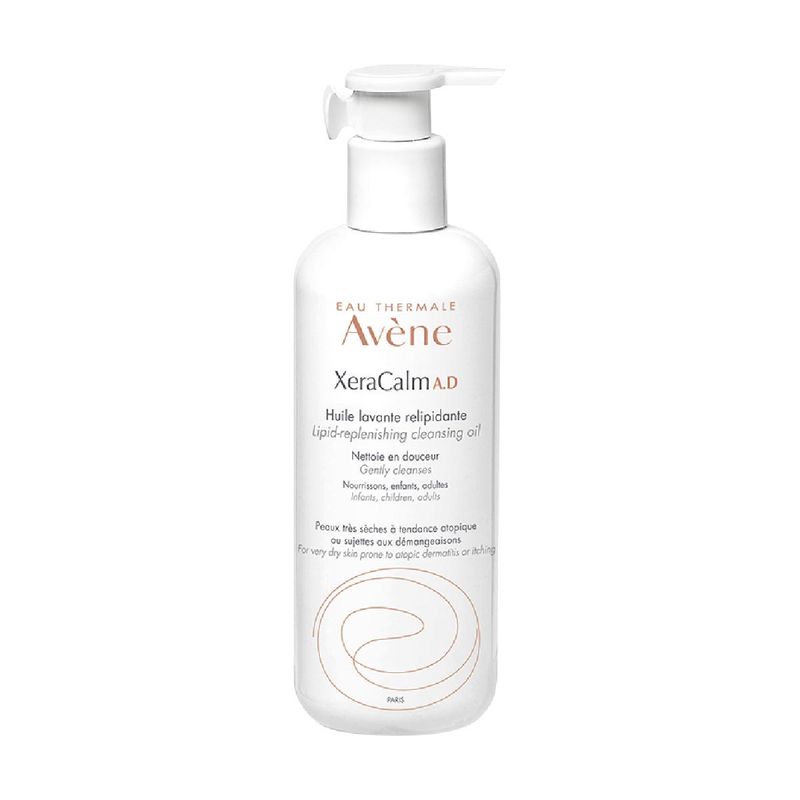 EAU THERMALE
Avène
XeraCalm A.D
Huile lavante relipidante
Lipid-replenishing cleansing oil
Nettoie en douceur
Gently cleanses
Nourrissons, enfants, adultes
Infants, children, adults
Peaux très sèches à tendance atopique
ou sujettes aux démangeaisons
For very dry skin prone to atopic dermatitis or itching
PARIS